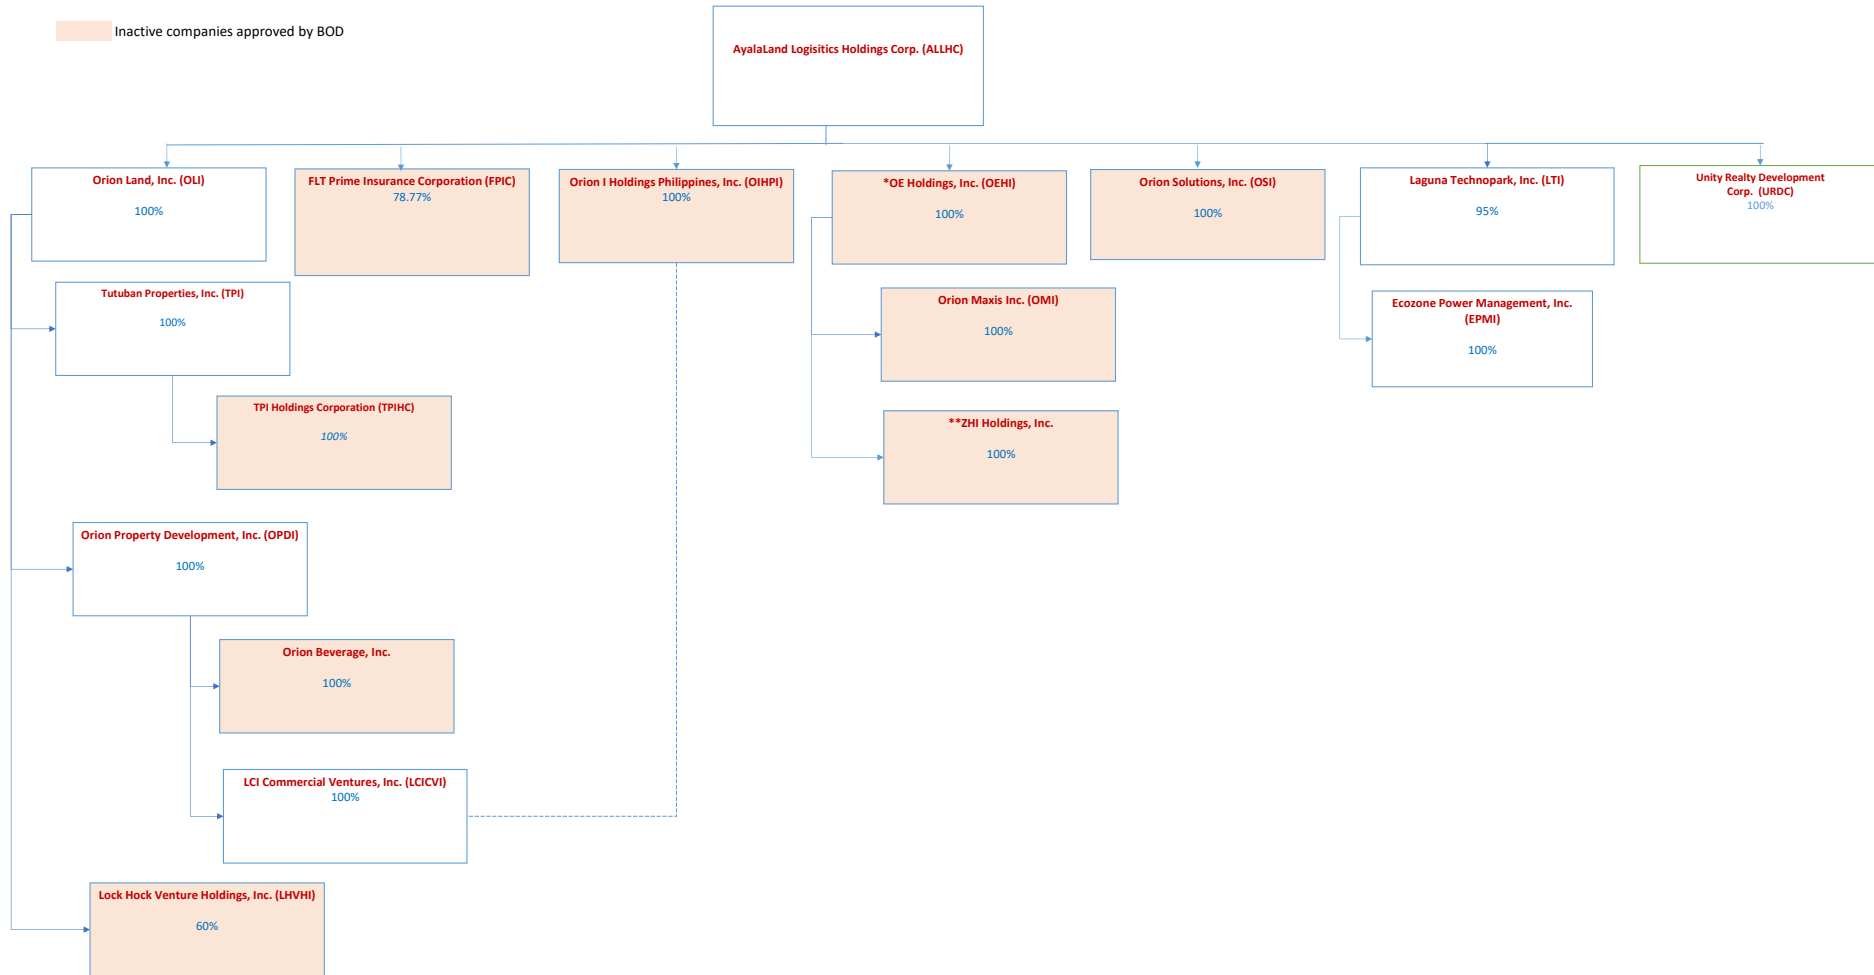 Inactive companies approved by BOD
AyalaLand Logisitics Holdings Corp. (ALLHC)
Orion Land, Inc. (OLI)
100%
FLT Prime Insurance Corporation (FPIC)
78.77%
Orion I Holdings Philippines, Inc. (OIHPI)
100%
*OE Holdings, Inc. (OEHI)
100%
Orion Solutions, Inc. (OSI)
100%
Laguna Technopark, Inc. (LTI)
95%
Unity Realty Development
Corp. (URDC)
100%
Tutuban Properties, Inc. (TPI)
100%
Orion Maxis Inc. (OMI)
100%
Ecozone Power Management, Inc.
(EPMI)
100%
TPI Holdings Corporation (TPIHC)
100%
**ZHI Holdings, Inc.
100%
Orion Property Development, Inc. (OPDI)
100%
Orion Beverage, Inc.
100%
LCI Commercial Ventures, Inc. (LCICVI)
100%
Lock Hock Venture Holdings, Inc. (LHVHI)
60%